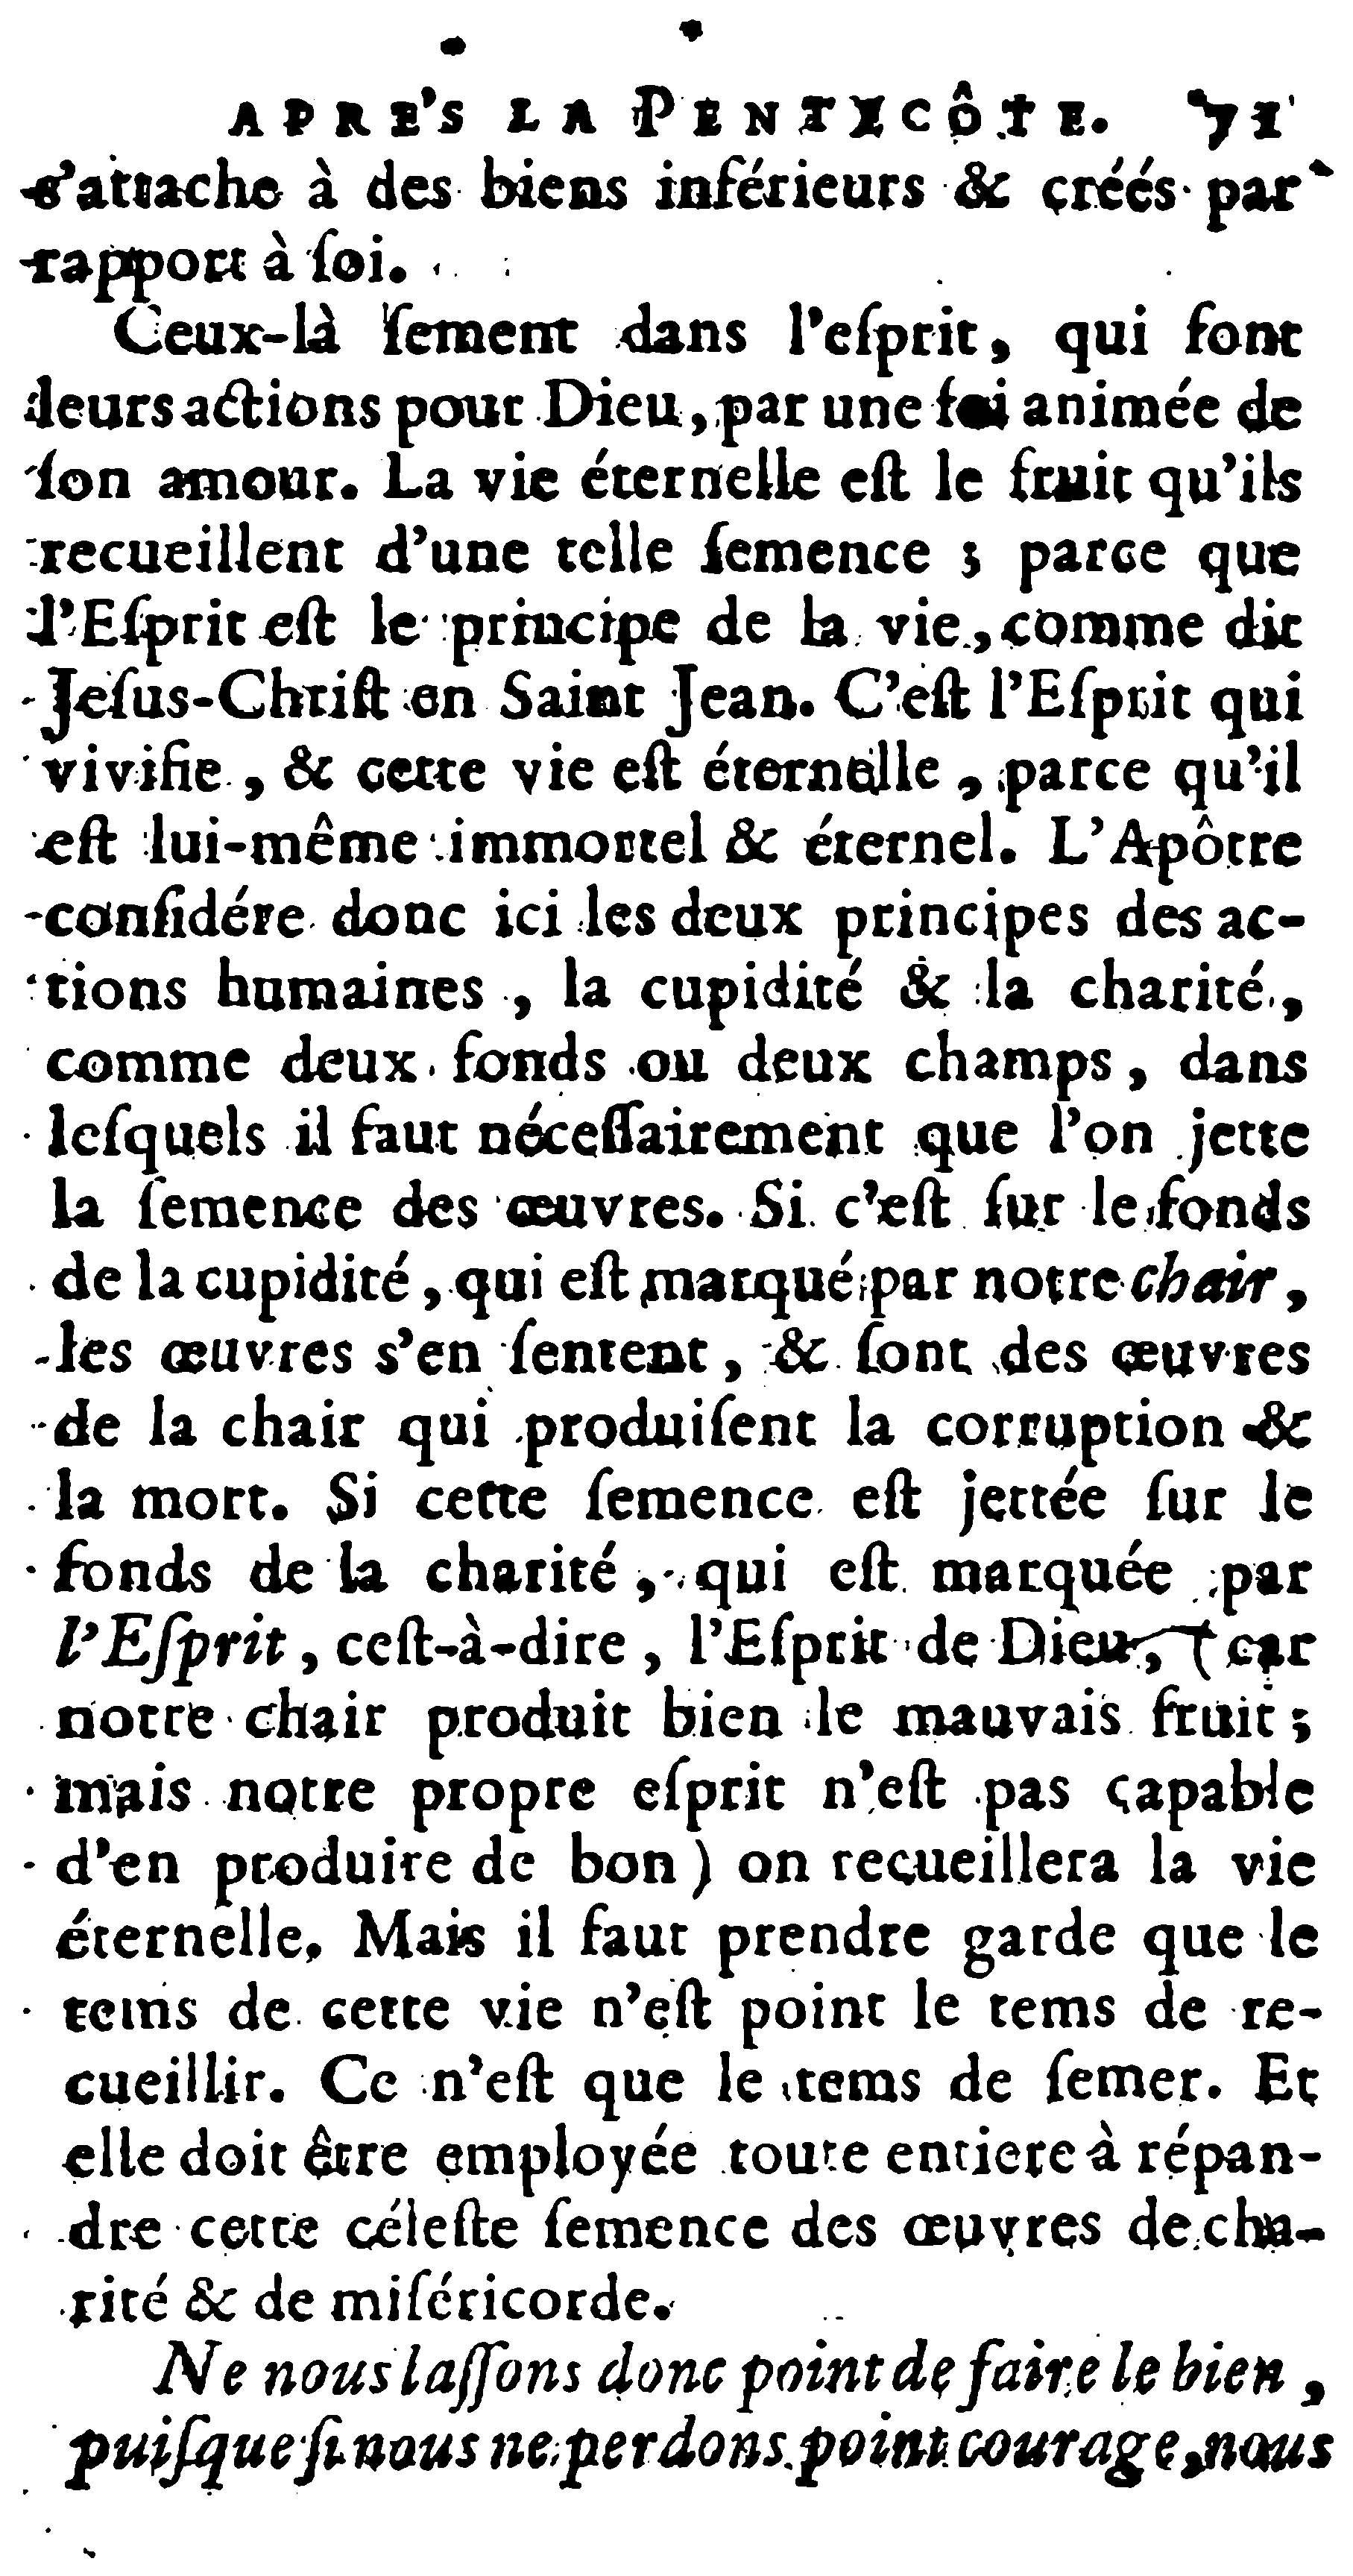 APRE'S LA PENTECÔTE. 71
s'attache à des biens inférieurs & créés par
rapport à ſoi.
Ceux-là ſement dans l'eſprit, qui font
leurs actions pour Dieu, par une foi animée de
ſon amour. La vie éternelle eſt le fruit qu'ils
recueillent d'une telle ſemence ; parce que
l'Eſprit eſt le principe de la vie, comme dit
Jeſus-Chriſt en Saint Jean. C'eſt l'Eſprit qui
vivifie, & cette vie eſt éternelle, parce qu'il
eſt lui-même immortel & éternel. L'Apôtre
conſidére donc ici les deux principes des ac-
tions humaines, la cupidité & la charité,
comme deux fonds ou deux champs, dans
leſquels il faut néceſſairement que l'on jette
la ſemence des œuvres. Si c'eſt ſur le fonds
de la cupidité, qui eſt marqué par notre chair,
les œuvres s'en ſentent, & ſont des œuvres
de la chair qui produiſent la corruption &
la mort. Si cette ſemence eſt jettée ſur le
fonds de la charité, qui eſt marquée par
l'Eſprit, ceſt-à-dire, l'Eſprit de Dieu, (car
notre chair produit bien le mauvais fruit ;
mais notre propre eſprit n'eſt pas capable
d'en produire de bon) on recueillera la vie
éternelle. Mais il faut prendre garde que le
tems de cette vie n'eſt point le tems de re-
cueillir. Ce n'eſt que le tems de ſemer. Et
elle doit être employée toute entiere à répan-
dre cette céleſte ſemence des œuvres de cha-
rité & de miſéricorde.
Ne nous laſſons donc point de faire le bien,
puiſque ſi nous ne perdons point courage, nous